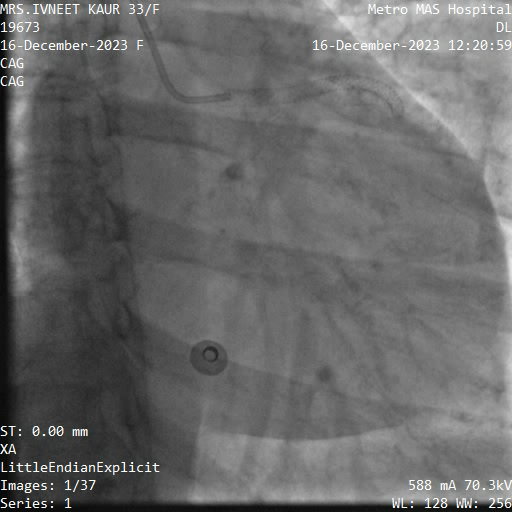 MRS.IVNEET KAUR 33/F
Metro MAS Hospital
19673
DL
16-December-2023 F
16-December-2023 12:20:59
CAG
CAG
ST: 0.00 mm
XA
LittleEndianExplicit
Images: 1/37
588 mA 70.3kV
Series: 1
WL: 128 WW: 256